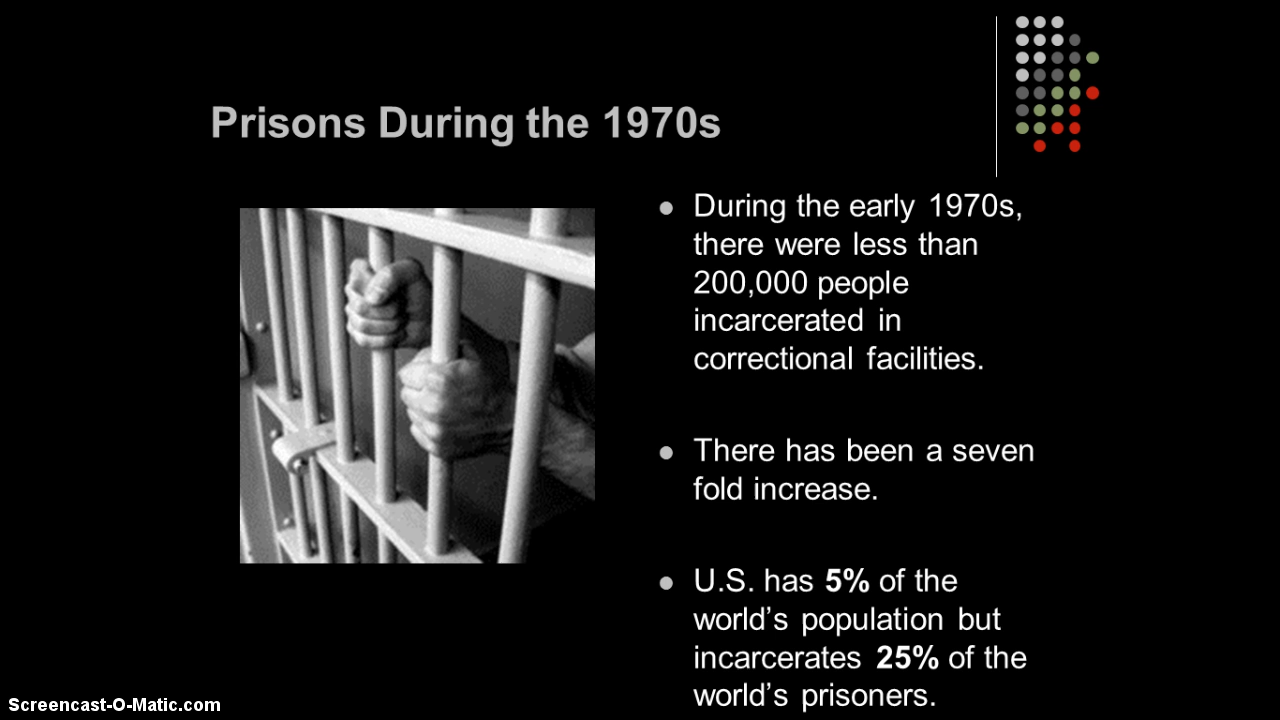 Prisons During the 1970s
During the early 1970s,
there were less than
200,000 people
incarcerated in
correctional facilities.
There has been a seven
fold increase.
U.S. has 5% of the
world's population but
incarcerates 25% of the
world's prisoners.
Screencast-O-Matic.com